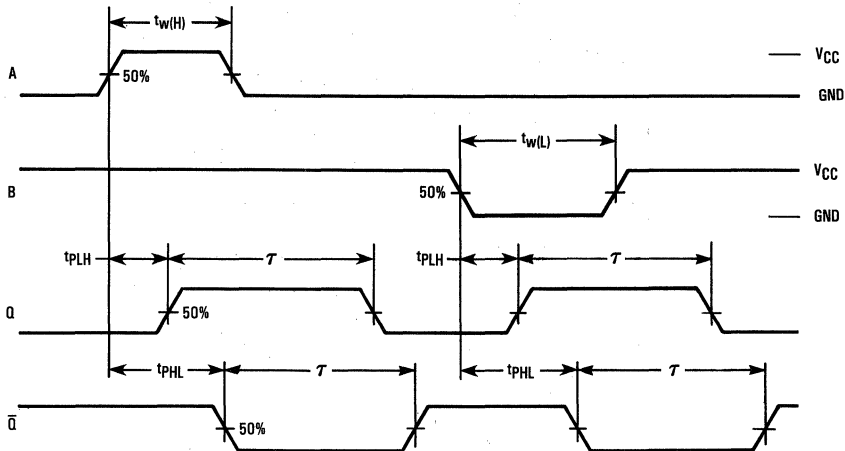 tw(H)
A
50%
VCC
GND
tw(L)
B
50%
VCC
GND
tPLH
τ
tPLH
τ
Q
50%
tPHL
τ
tPHL
τ
Q̅
50%